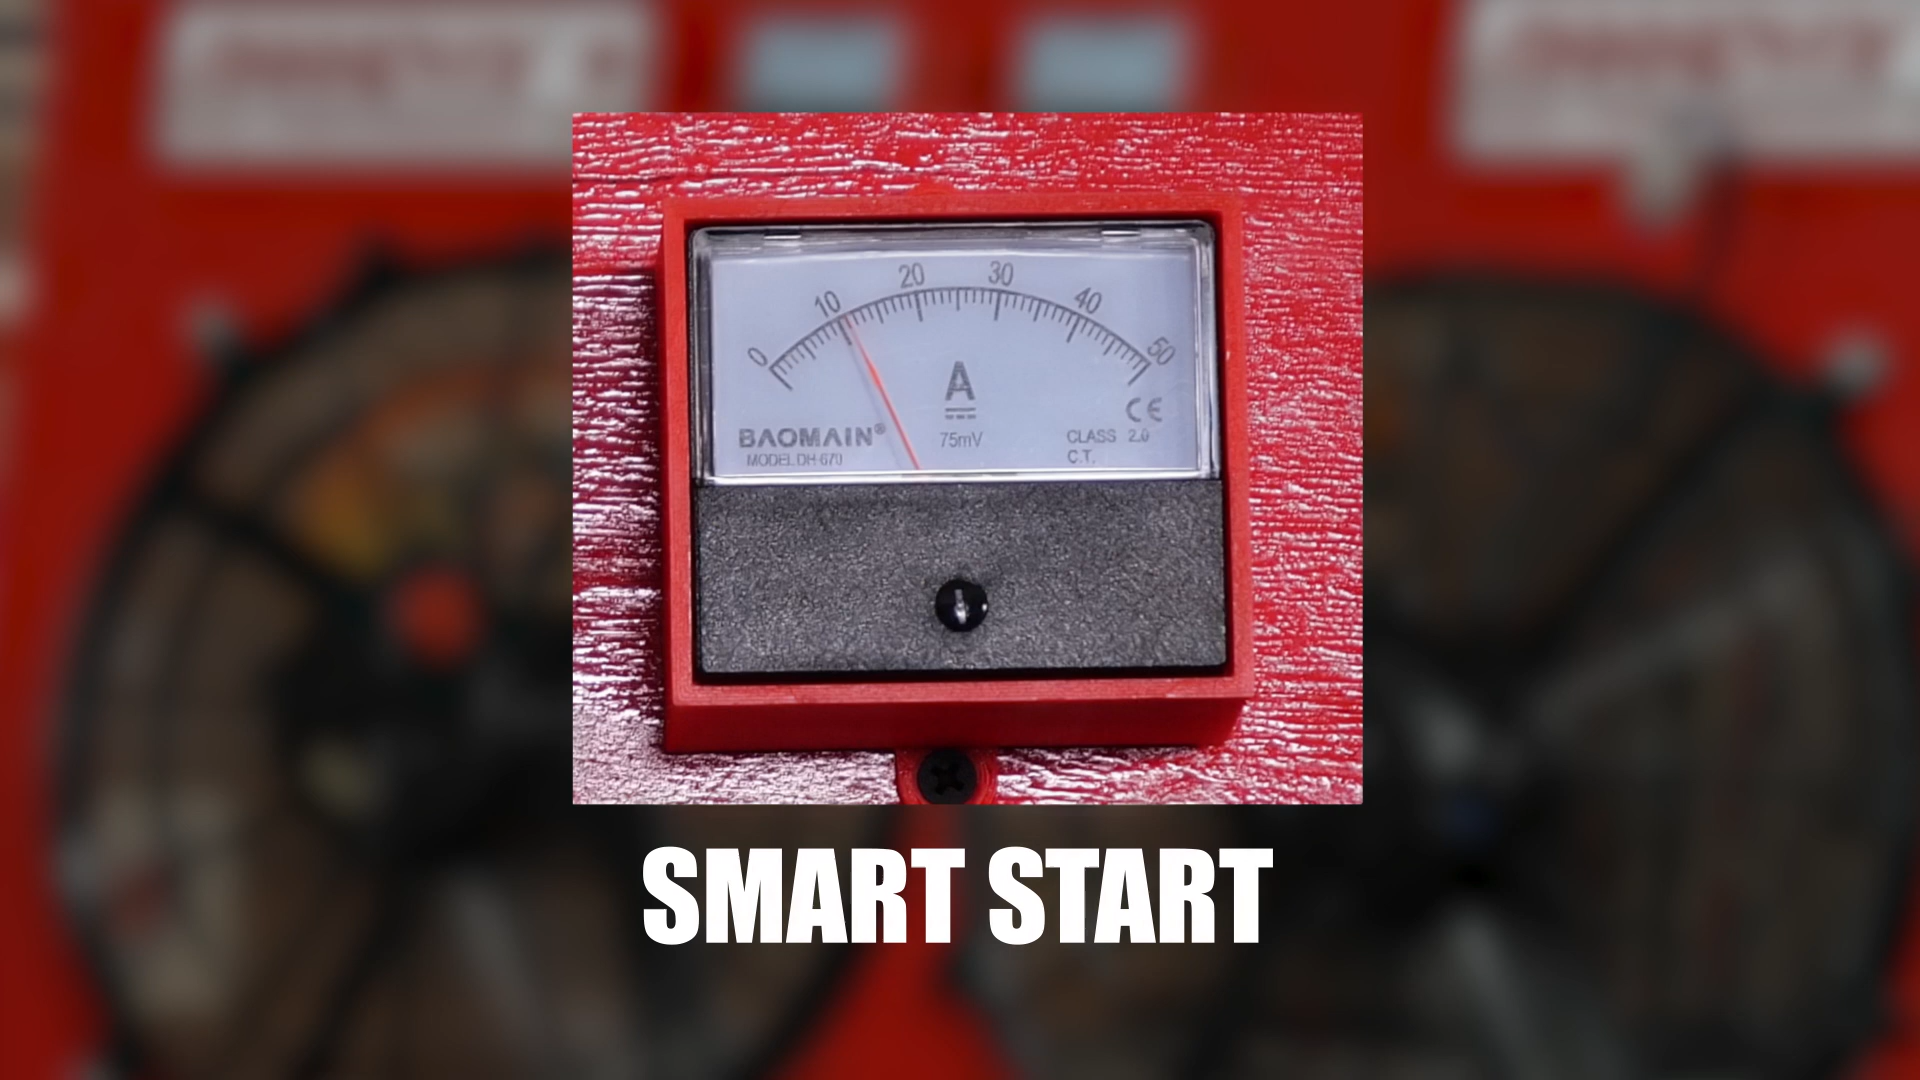 0 10 20 30 40 50
A
CE
BAOMAIN® 75mV CLASS 2.0
MODEL DH-670 C.T.
SMART START